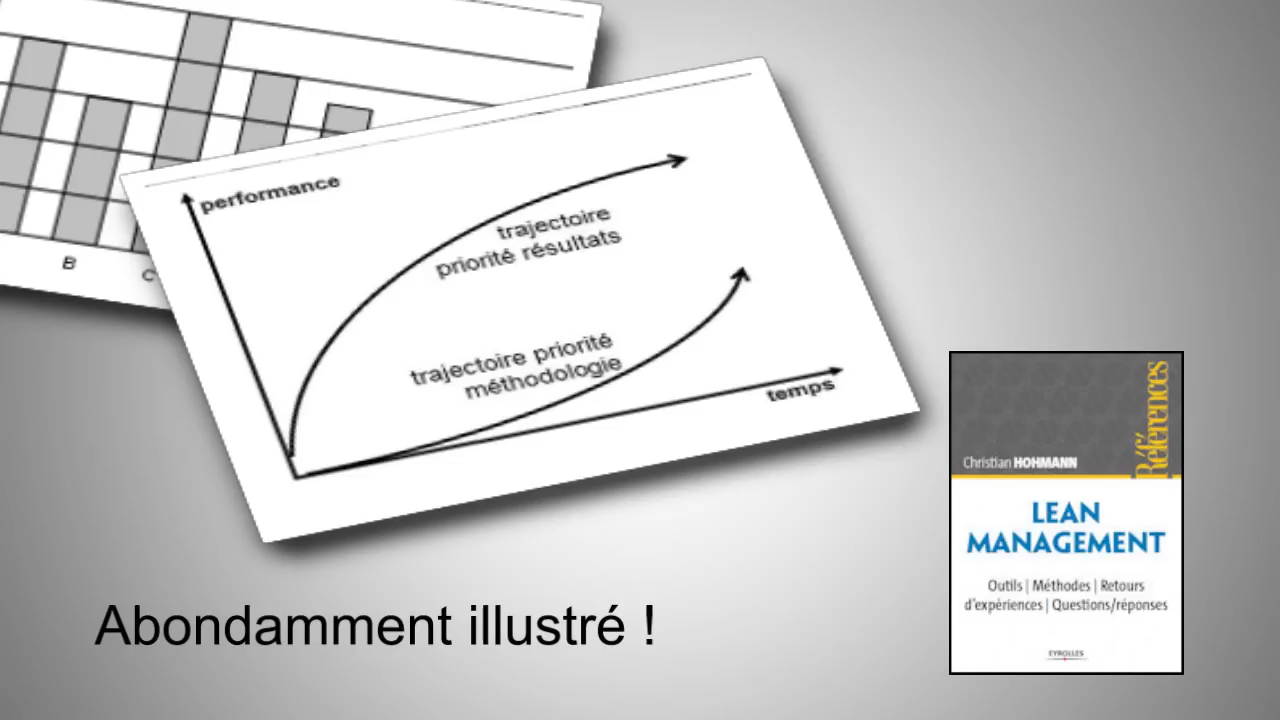 B
C
performance
trajectoire
priorité résultats
trajectoire priorité
méthodologie
temps
Références
Christian HOHMANN
LEAN
MANAGEMENT
Outils | Méthodes | Retours
d'expériences | Questions/réponses
EYROLLES
Abondamment illustré !